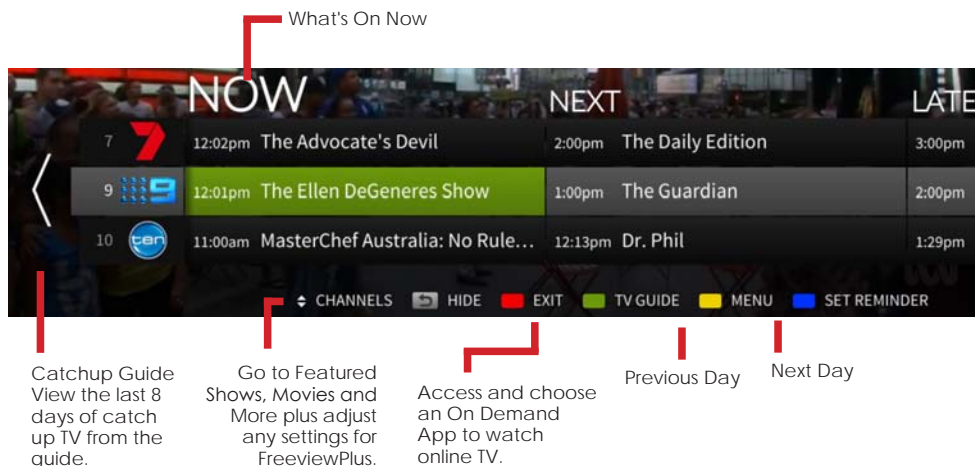 What's On Now
NOW NEXT LATE
7 7 12:02pm The Advocate's Devil 2:00pm The Daily Edition 3:00pm
9 9 12:01pm The Ellen DeGeneres Show 1:00pm The Guardian 2:00pm
10 ten 11:00am MasterChef Australia: No Rule... 12:13pm Dr. Phil 1:29pm
CHANNELS HIDE EXIT TV GUIDE MENU SET REMINDER
Catchup Guide
View the last 8
days of catch
up TV from the
guide.
Go to Featured
Shows, Movies and
More plus adjust
any settings for
FreeviewPlus.
Access and choose
an On Demand
App to watch
online TV.
Previous Day
Next Day